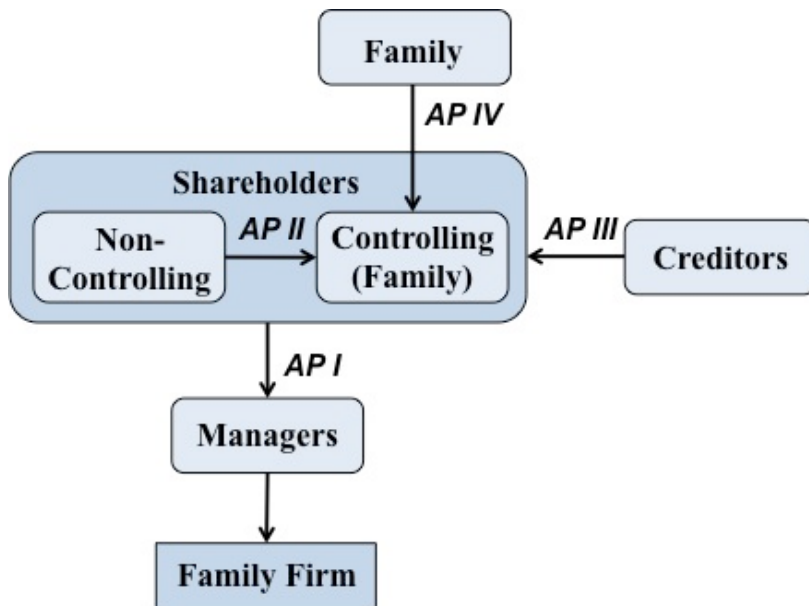 Family
AP IV
Shareholders
Non-
Controlling
AP II
Controlling
(Family)
AP III
Creditors
AP I
Managers
Family Firm